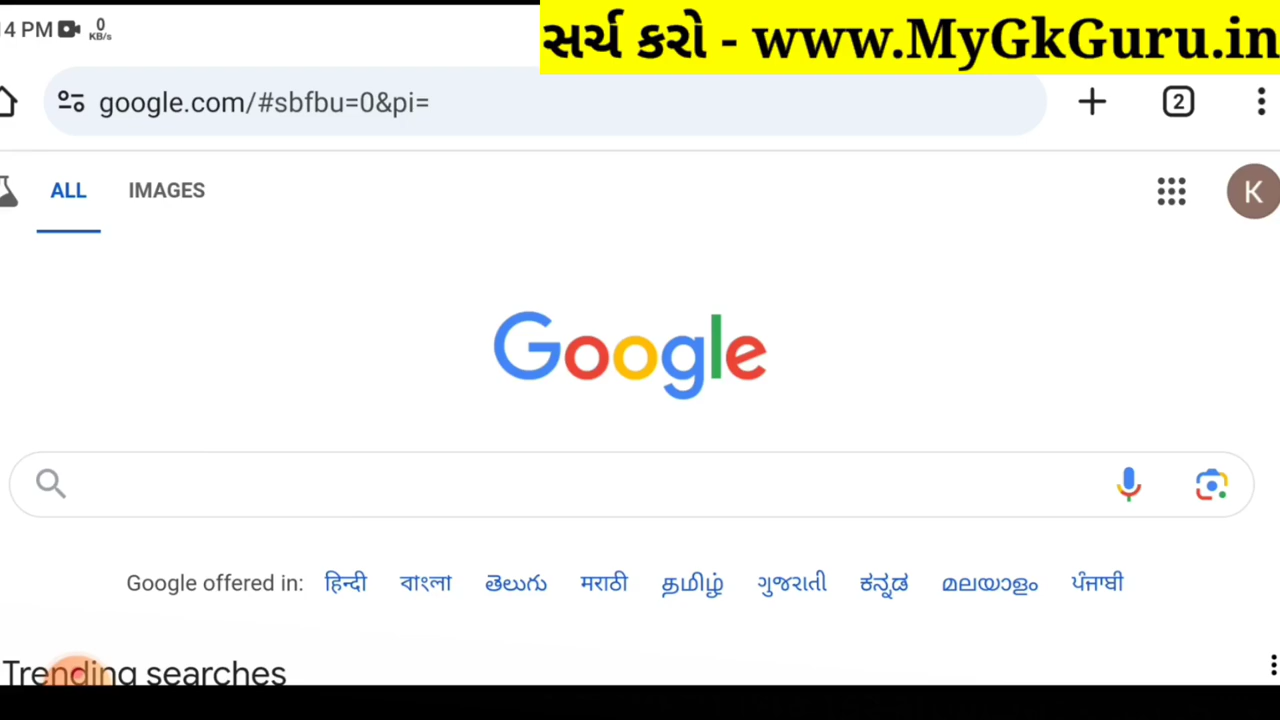 સર્ચ કરો - www.MyGkGuru.in
14 PM 0 KB/s
google.com/#sbfbu=0&pi=
2
ALL IMAGES
K
Google
Google offered in: हिन्दी বাংলা తెలుగు मराठी தமிழ் ગુજરાતી ಕನ್ನಡ മലയാളം ਪੰਜਾਬੀ
Trending searches